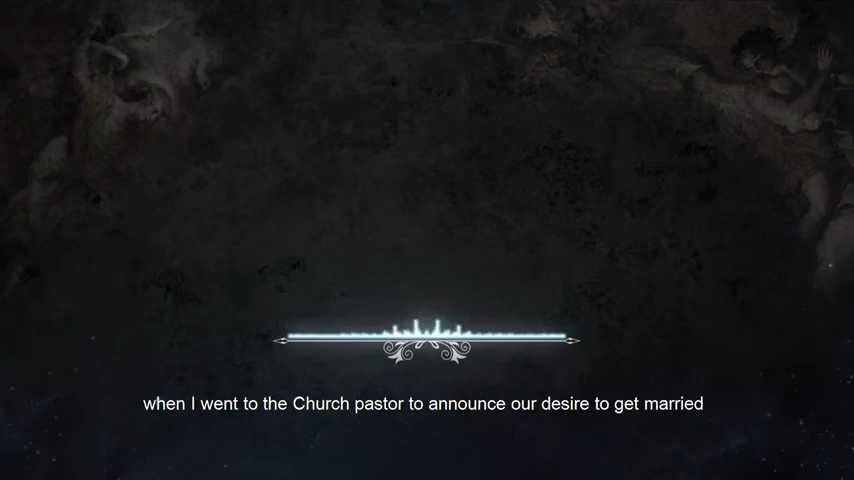 when I went to the Church pastor to announce our desire to get married